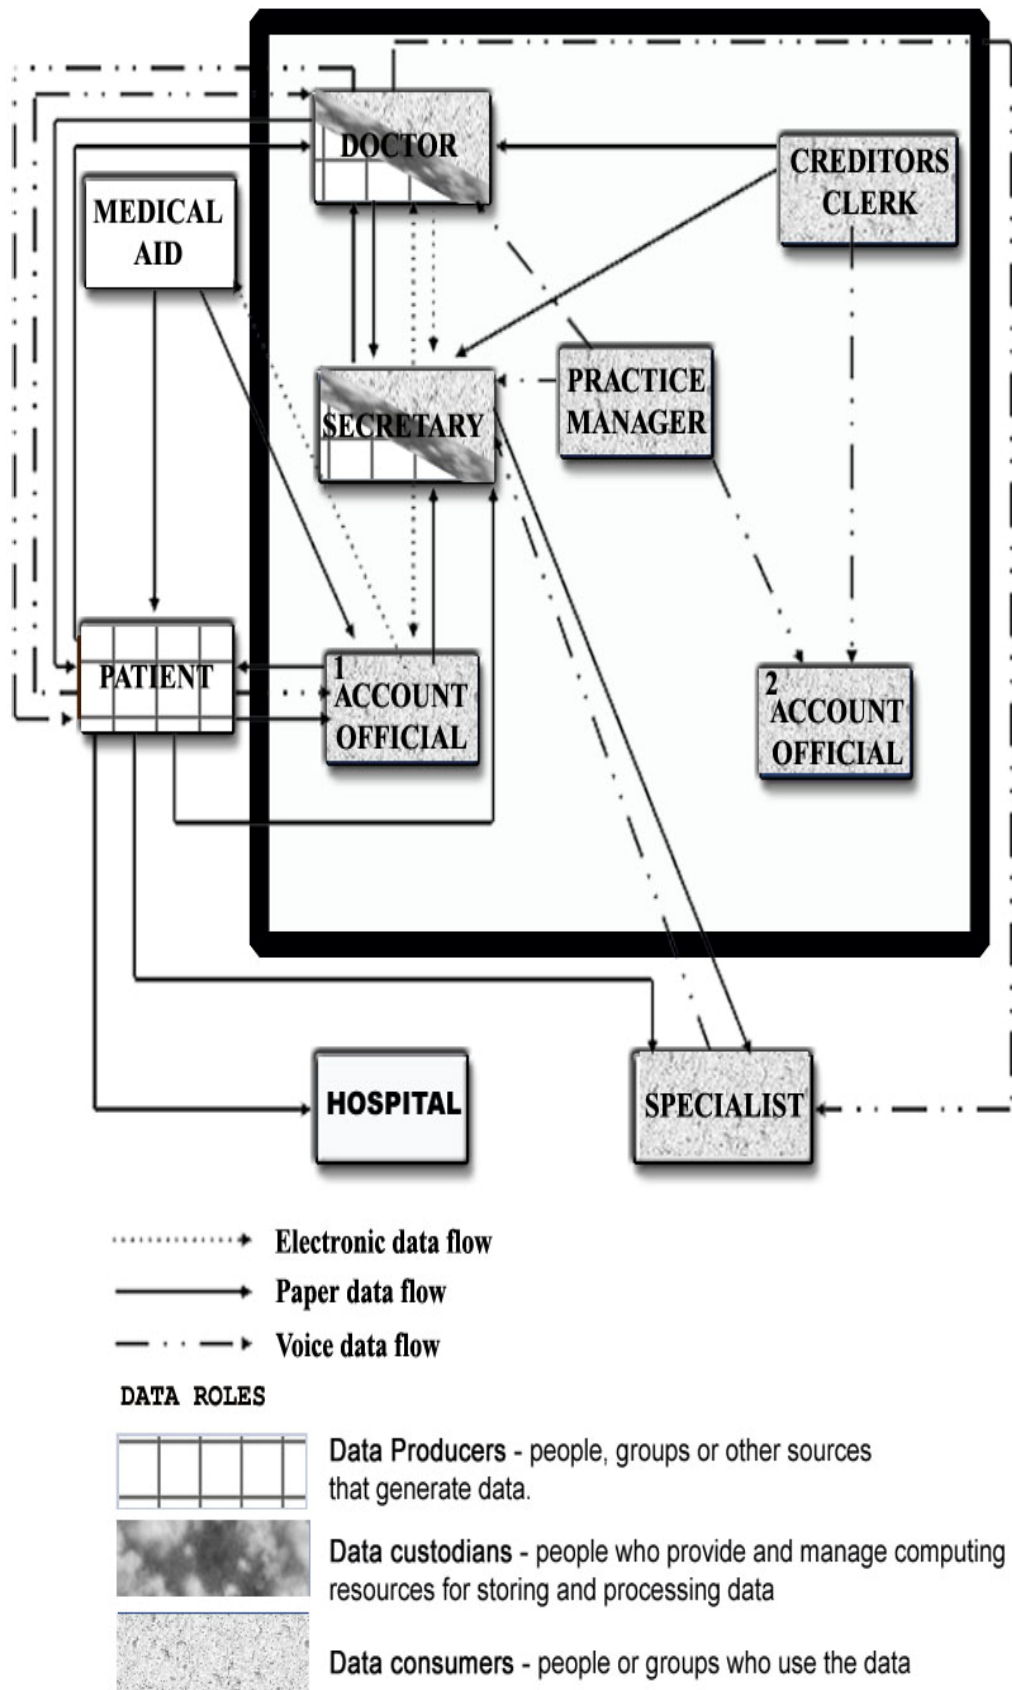 DOCTOR
CREDITORS
CLERK
MEDICAL
AID
PRACTICE
MANAGER
SECRETARY
PATIENT
1
ACCOUNT
OFFICIAL
2
ACCOUNT
OFFICIAL
HOSPITAL
SPECIALIST
Electronic data flow
Paper data flow
Voice data flow
DATA ROLES
Data Producers - people, groups or other sources
that generate data.
Data custodians - people who provide and manage computing
resources for storing and processing data
Data consumers - people or groups who use the data